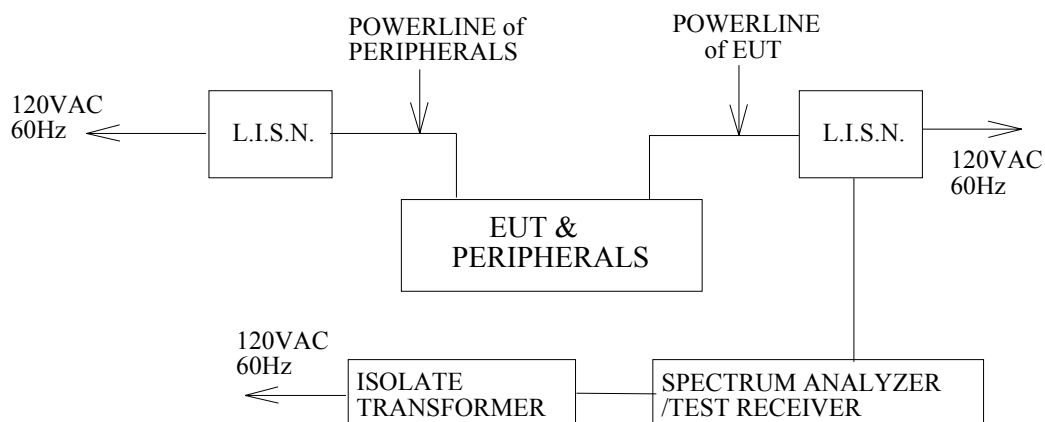 POWERLINE of
PERIPHERALS
POWERLINE
of EUT
120VAC
60Hz
L.I.S.N.
L.I.S.N.
120VAC
60Hz
EUT &
PERIPHERALS
120VAC
60Hz
ISOLATE
TRANSFORMER
SPECTRUM ANALYZER
/TEST RECEIVER